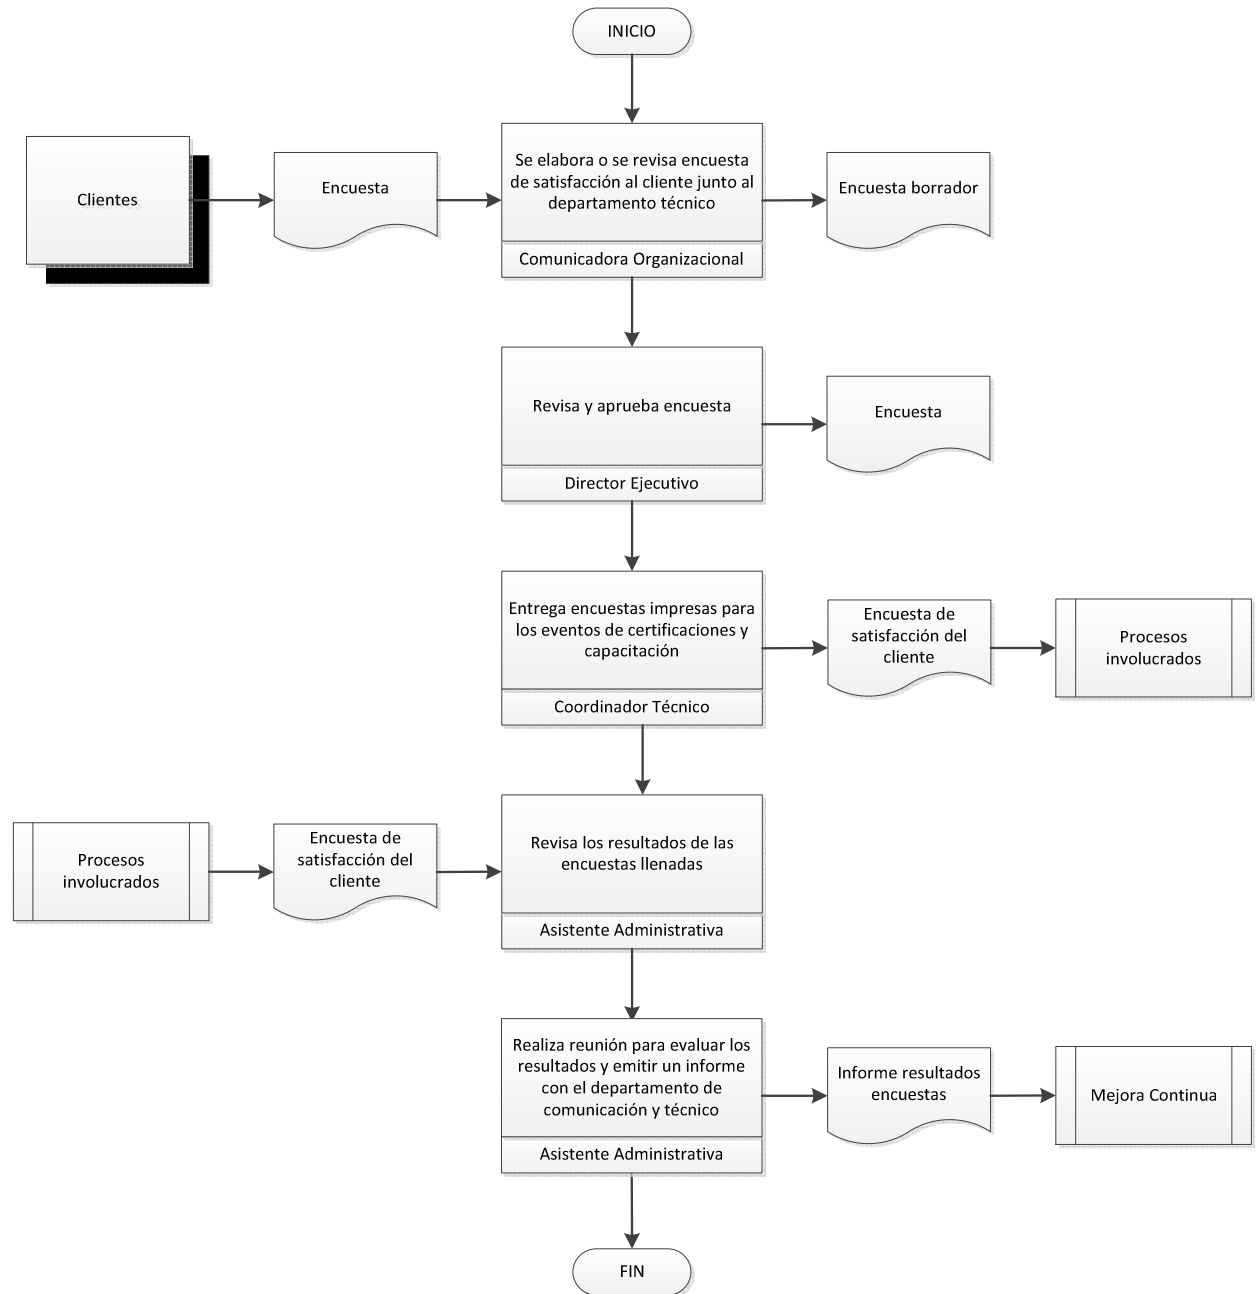 INICIO
Clientes
Encuesta
Se elabora o se revisa encuesta
de satisfacción al cliente junto al
departamento técnico
Comunicadora Organizacional
Encuesta borrador
Revisa y aprueba encuesta
Director Ejecutivo
Encuesta
Entrega encuestas impresas para
los eventos de certificaciones y
capacitación
Coordinador Técnico
Encuesta de
satisfacción del
cliente
Procesos
involucrados
Procesos
involucrados
Encuesta de
satisfacción del
cliente
Revisa los resultados de las
encuestas llenadas
Asistente Administrativa
Realiza reunión para evaluar los
resultados y emitir un informe
con el departamento de
comunicación y técnico
Asistente Administrativa
Informe resultados
encuestas
Mejora Continua
FIN